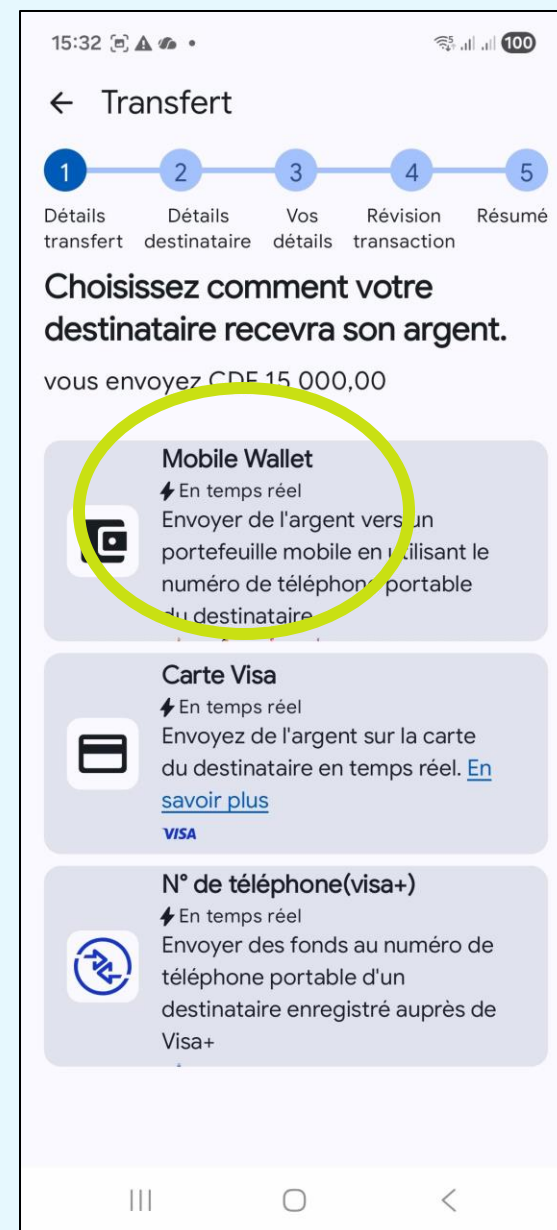 15:32
100
← Transfert
1 2 3 4 5
Détails Détails Vos Révision Résumé
transfert destinataire détails transaction
Choisissez comment votre
destinataire recevra son argent.
vous envoyez CDF 15 000,00
Mobile Wallet
En temps réel
Envoyer de l'argent vers un
portefeuille mobile en utilisant le
numéro de téléphone portable
du destinataire
Carte Visa
En temps réel
Envoyez de l'argent sur la carte
du destinataire en temps réel. En
savoir plus
VISA
N° de téléphone(visa+)
En temps réel
Envoyer des fonds au numéro de
téléphone portable d'un
destinataire enregistré auprès de
Visa+